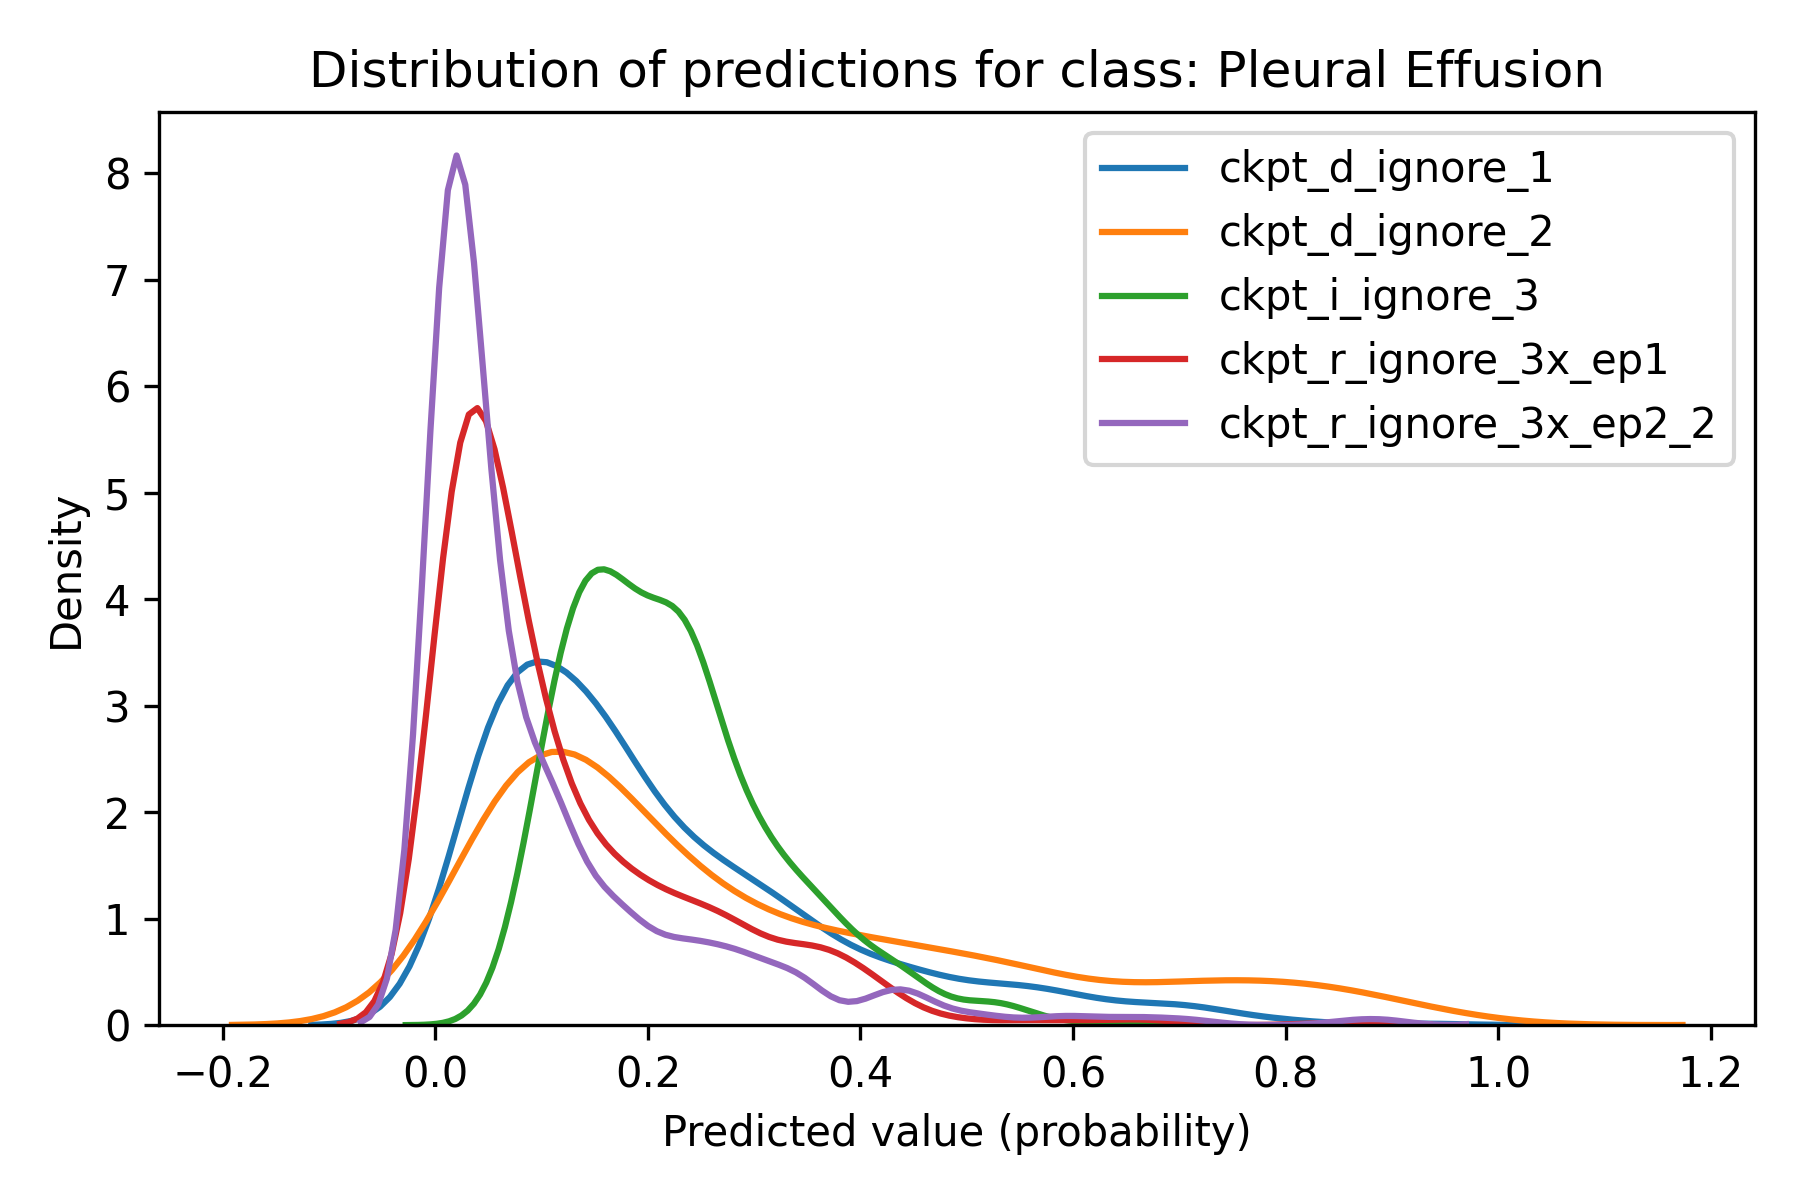 Distribution of predictions for class: Pleural Effusion
ckpt_d_ignore_1
ckpt_d_ignore_2
ckpt_i_ignore_3
ckpt_r_ignore_3x_ep1
ckpt_r_ignore_3x_ep2_2
Density
8
7
6
5
4
3
2
1
0
−0.2 0.0 0.2 0.4 0.6 0.8 1.0 1.2
Predicted value (probability)